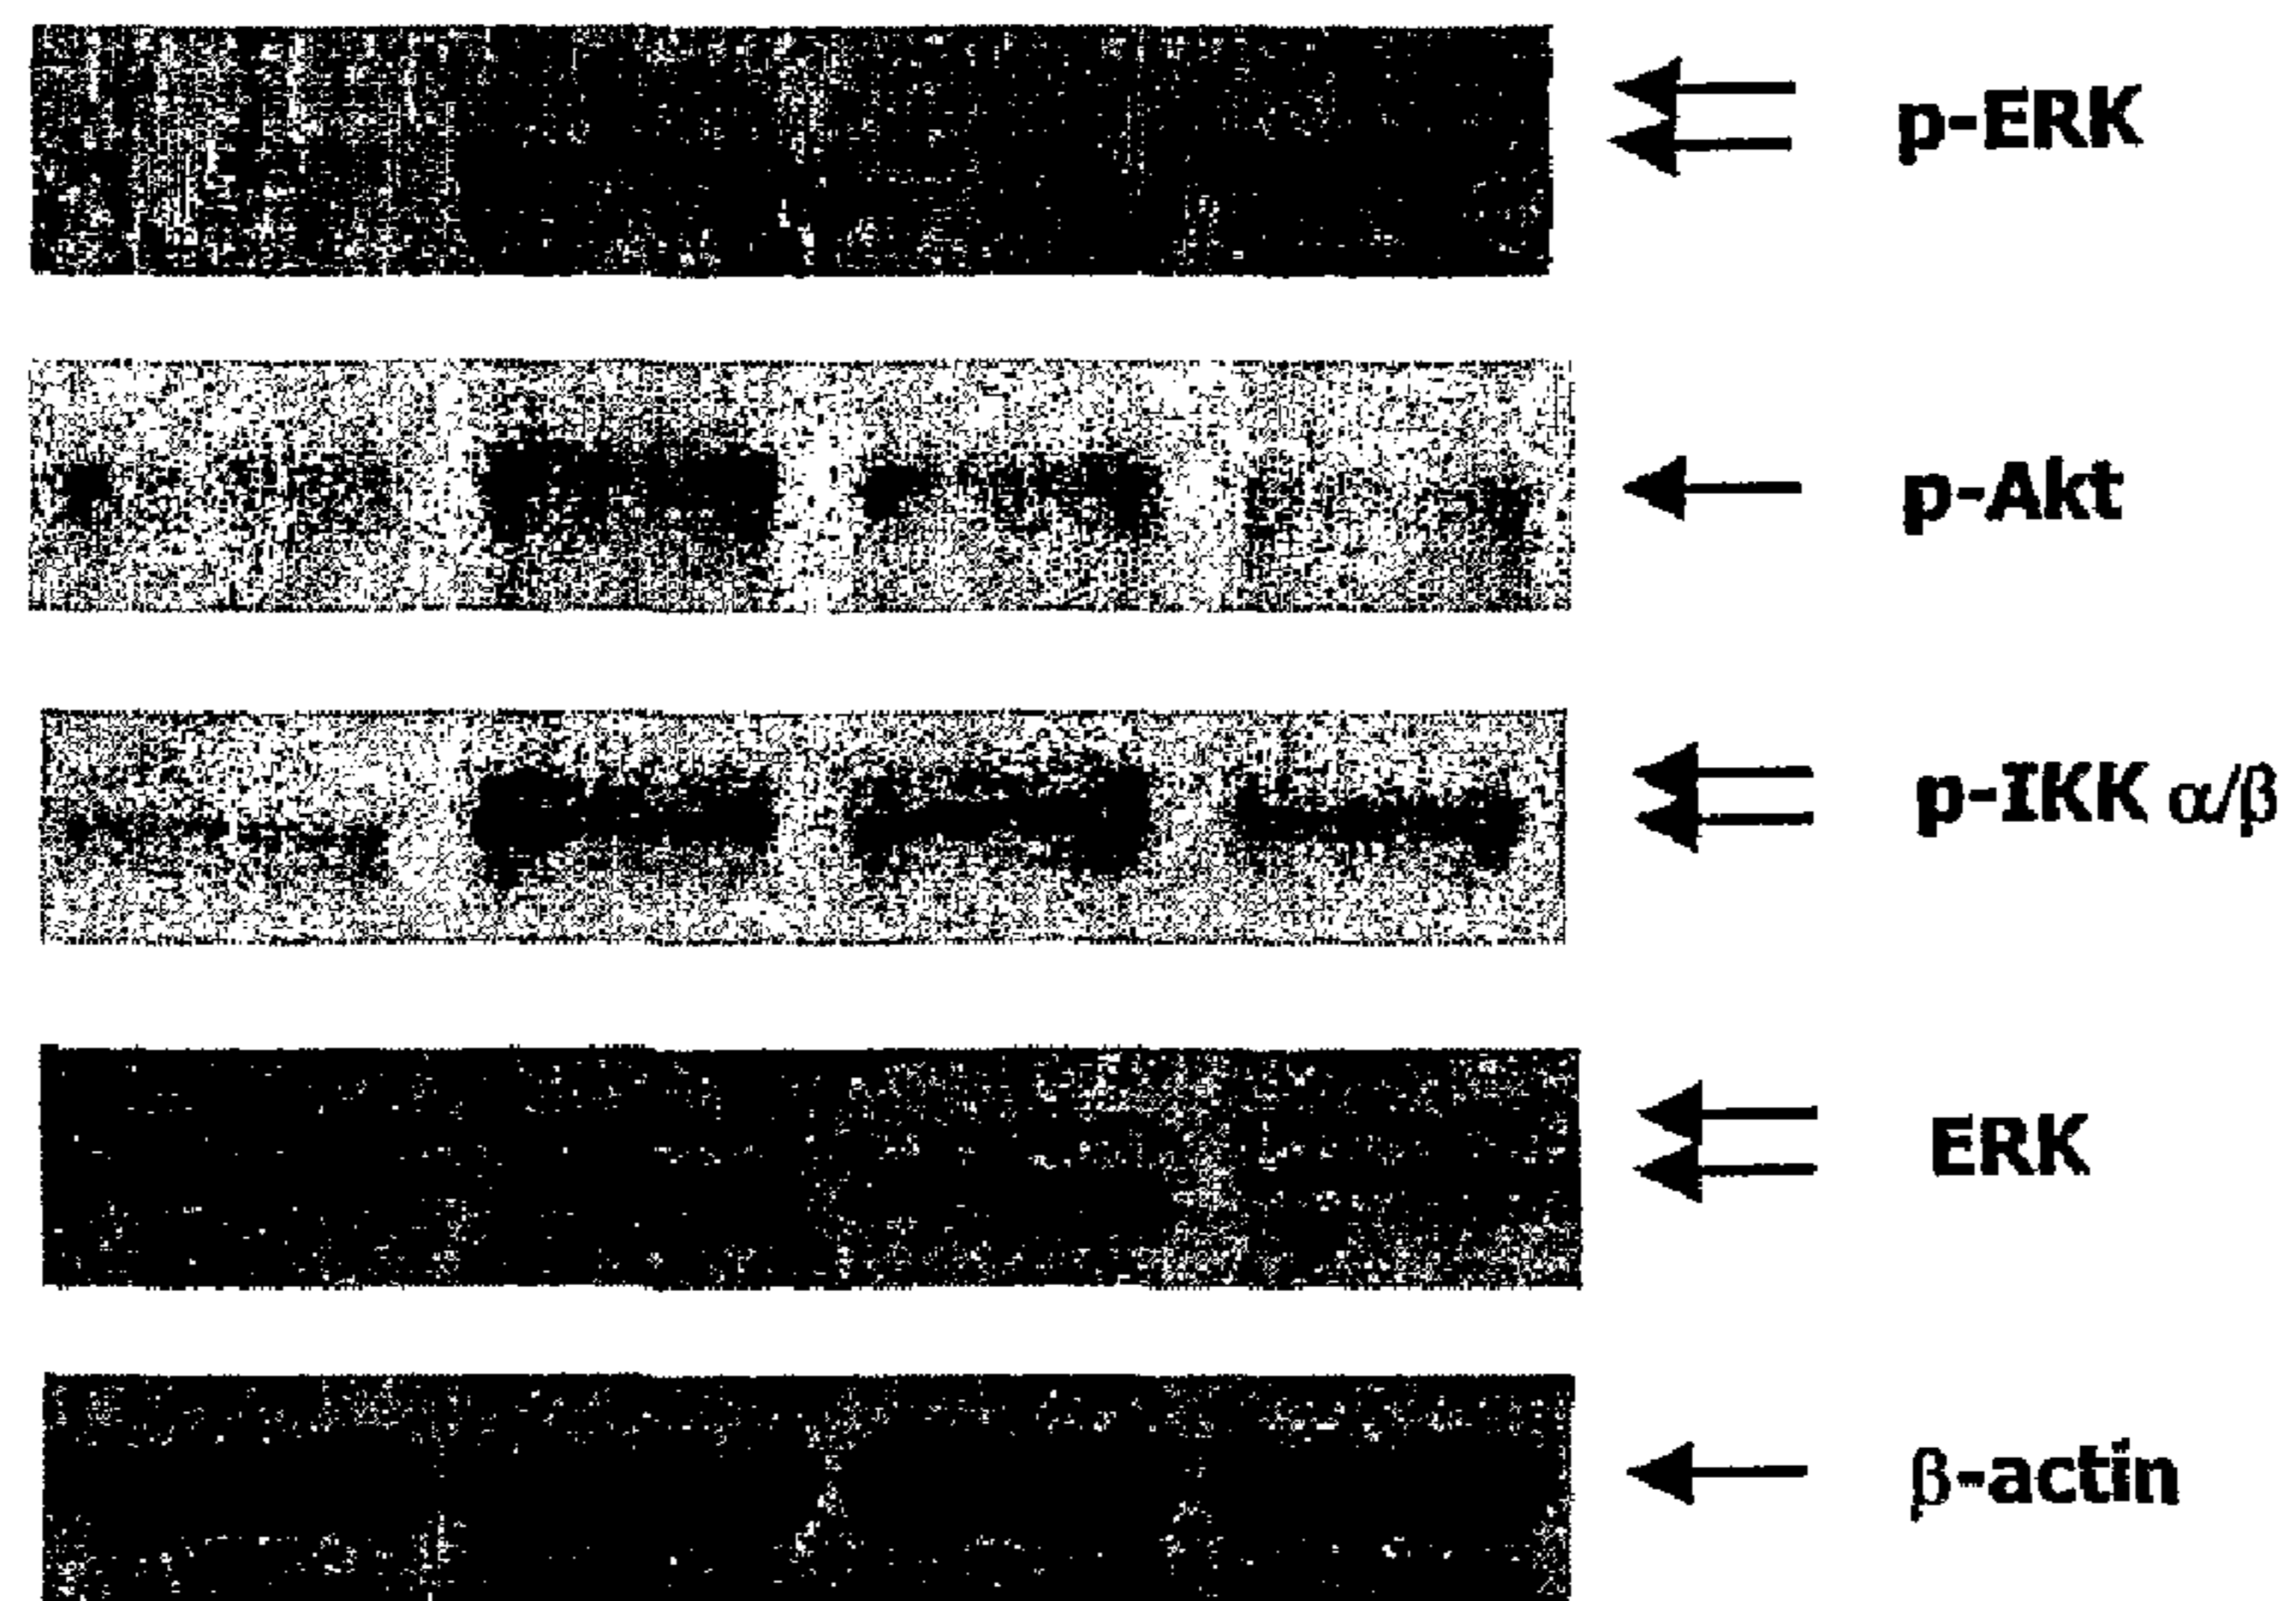 p-ERK
p-Akt
p-IKK α/β
ERK
β-actin